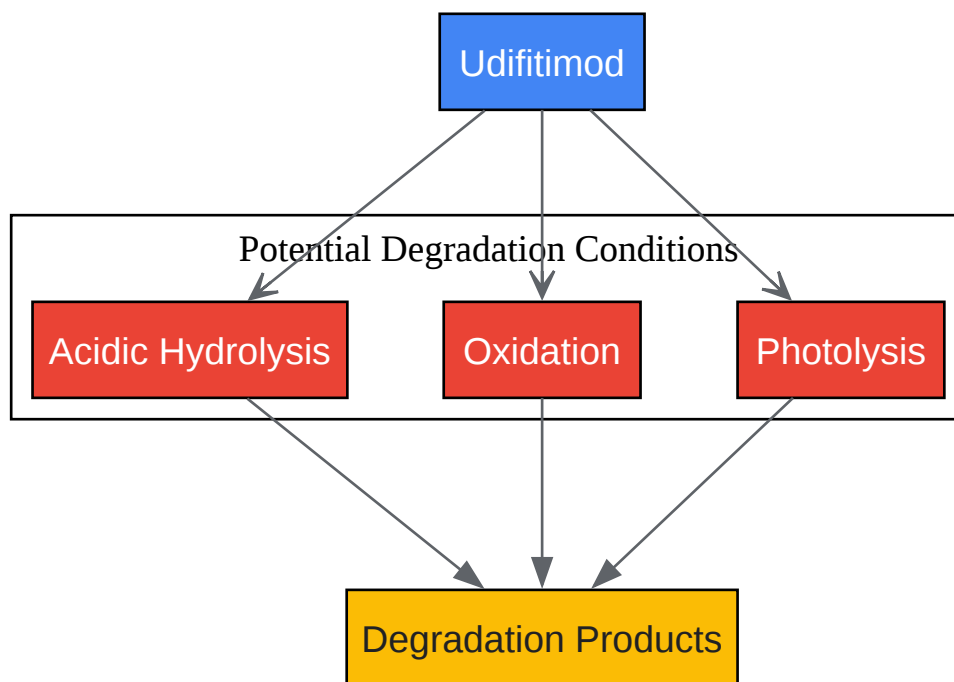 Udifitimod
Potential Degradation Conditions
Acidic Hydrolysis
Oxidation
Photolysis
Degradation Products